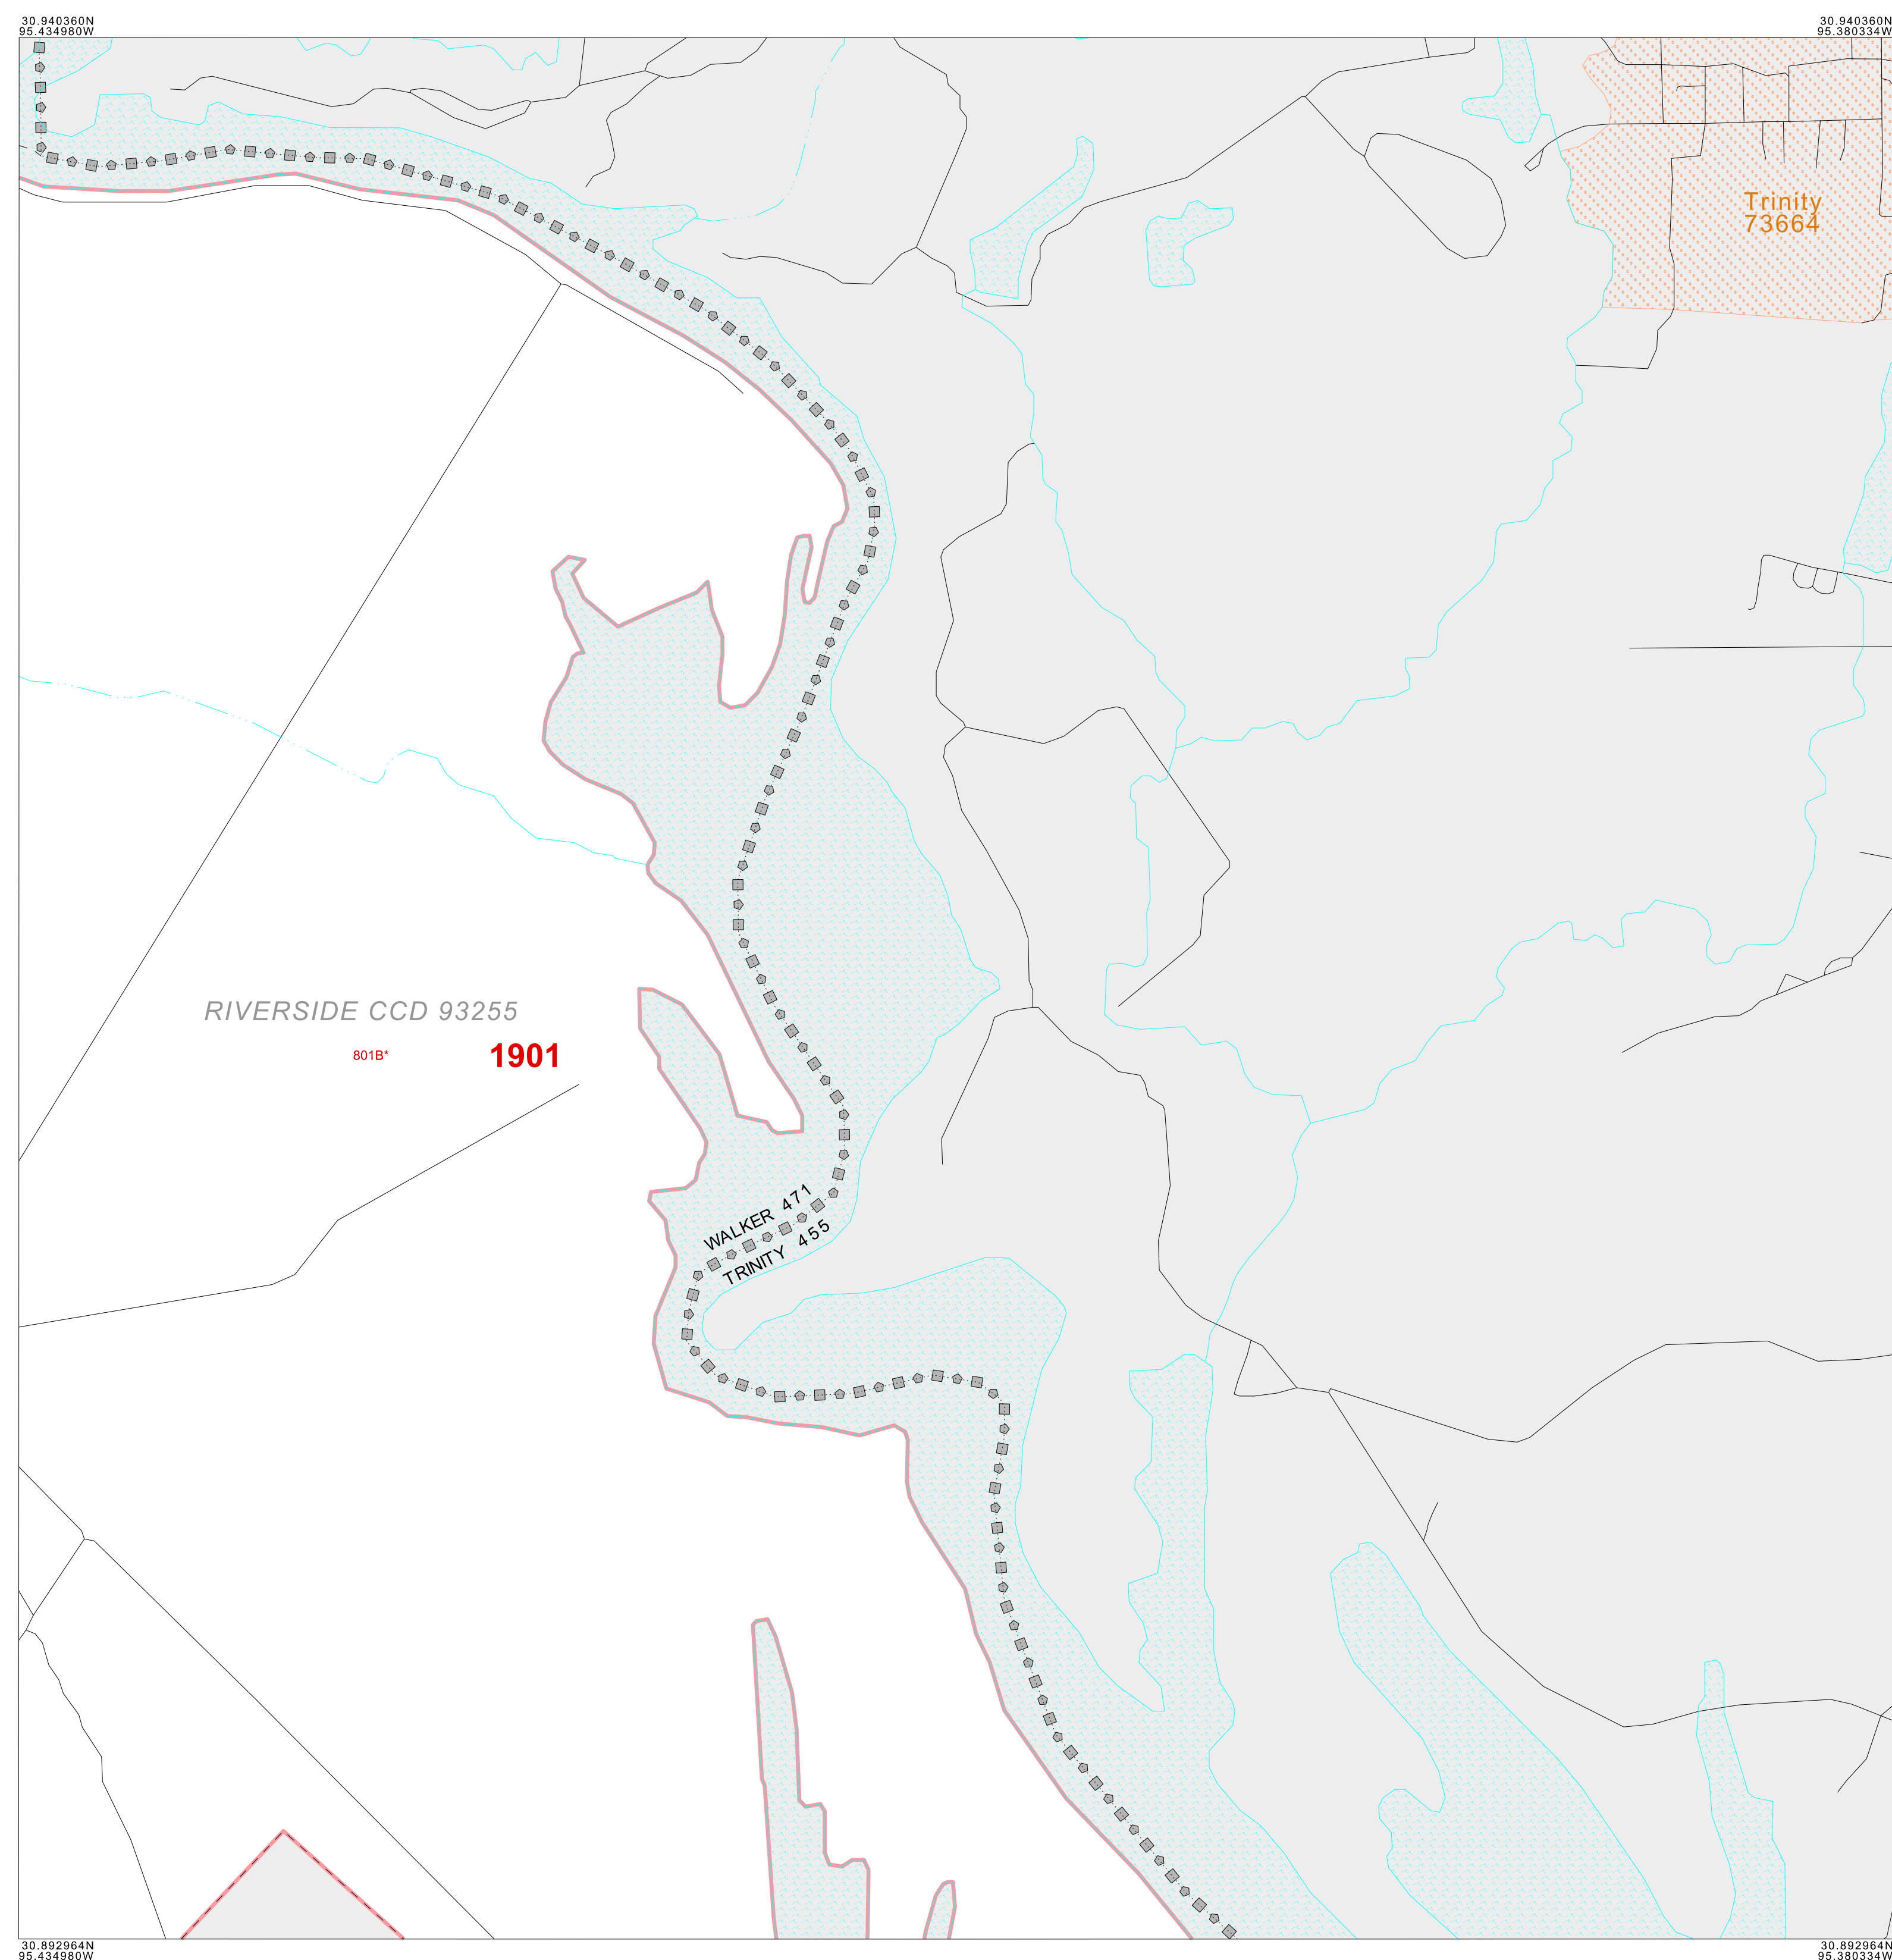 30.940360N
95.434980W
30.940360N
95.380334W
Trinity
73664
RIVERSIDE CCD 93255
801B*
1901
WALKER 471
TRINITY 455
30.892964N
95.434980W
30.892964N
95.380334W